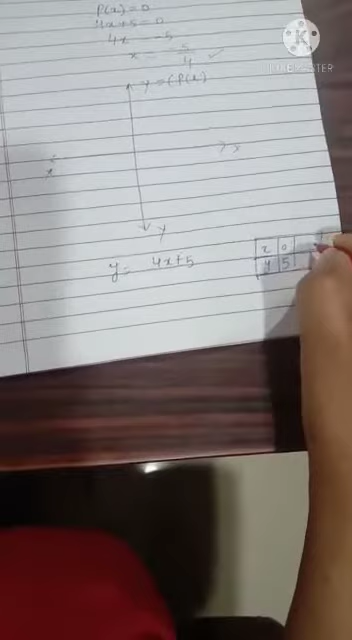 P(x) = 0
4x + 5 = 0
4x = -5
x = -5/4 ✓
y = (P(x)
x
x'
y'
y = 4x + 5
x 0
y 5
K
KINEMASTER